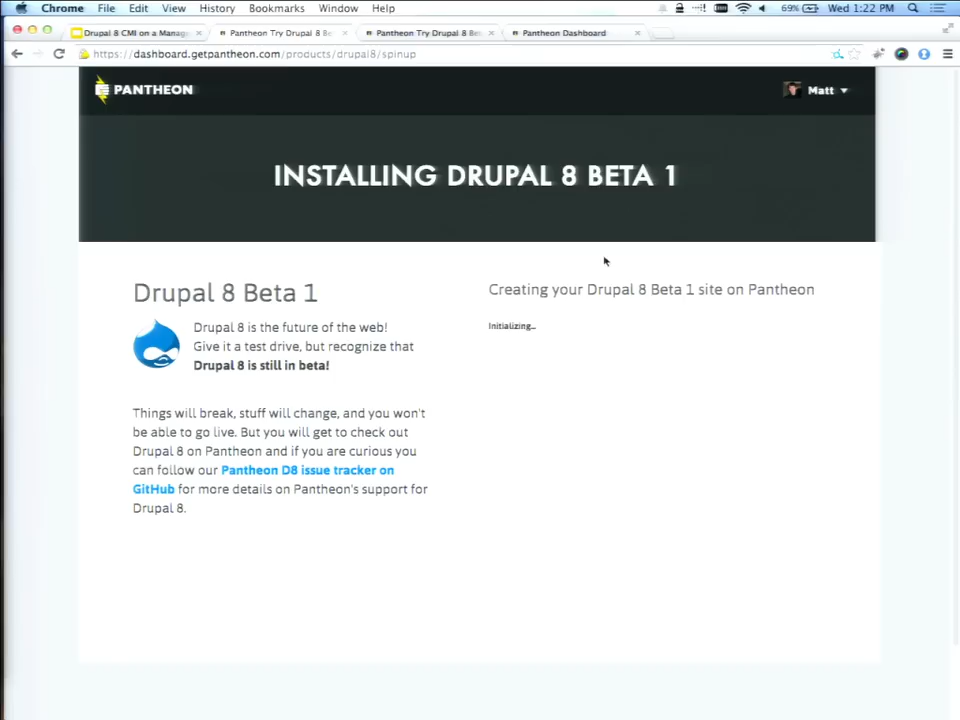 Chrome File Edit View History Bookmarks Window Help 69% Wed 1:22 PM
Drupal 8 CMI on a Manag Pantheon Try Drupal 8 Be Pantheon Try Drupal 8 Be Pantheon Dashboard
https://dashboard.getpantheon.com/products/drupal8/spinup
PANTHEON Matt
INSTALLING DRUPAL 8 BETA 1
Drupal 8 Beta 1
Drupal 8 is the future of the web!
Give it a test drive, but recognize that
Drupal 8 is still in beta!
Things will break, stuff will change, and you won't
be able to go live. But you will get to check out
Drupal 8 on Pantheon and if you are curious you
can follow our Pantheon D8 issue tracker on
GitHub for more details on Pantheon's support for
Drupal 8.
Creating your Drupal 8 Beta 1 site on Pantheon
Initializing...